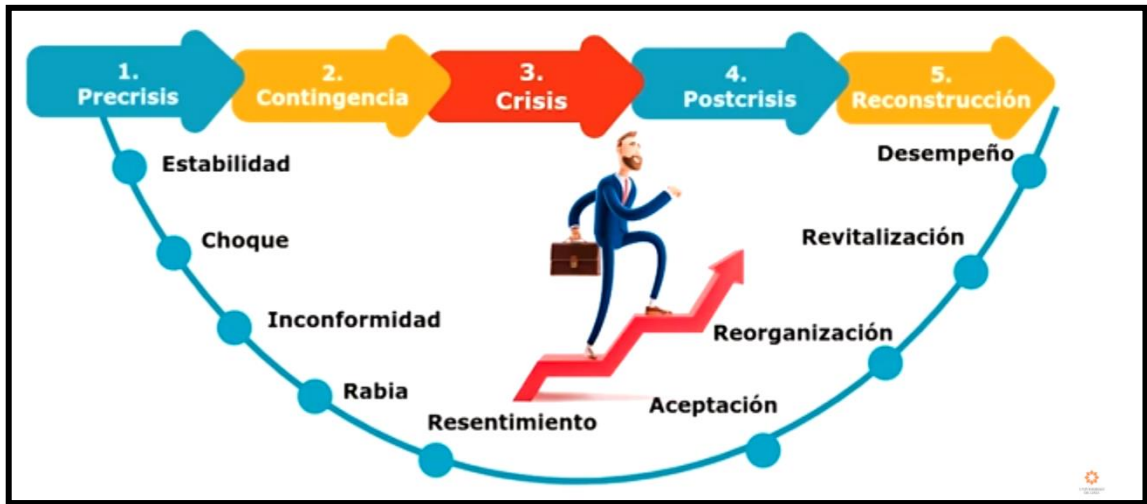 1.
Precrisis
2.
Contingencia
3.
Crisis
4.
Postcrisis
5.
Reconstrucción
Estabilidad
Choque
Inconformidad
Rabia
Resentimiento
Aceptación
Reorganización
Revitalización
Desempeño